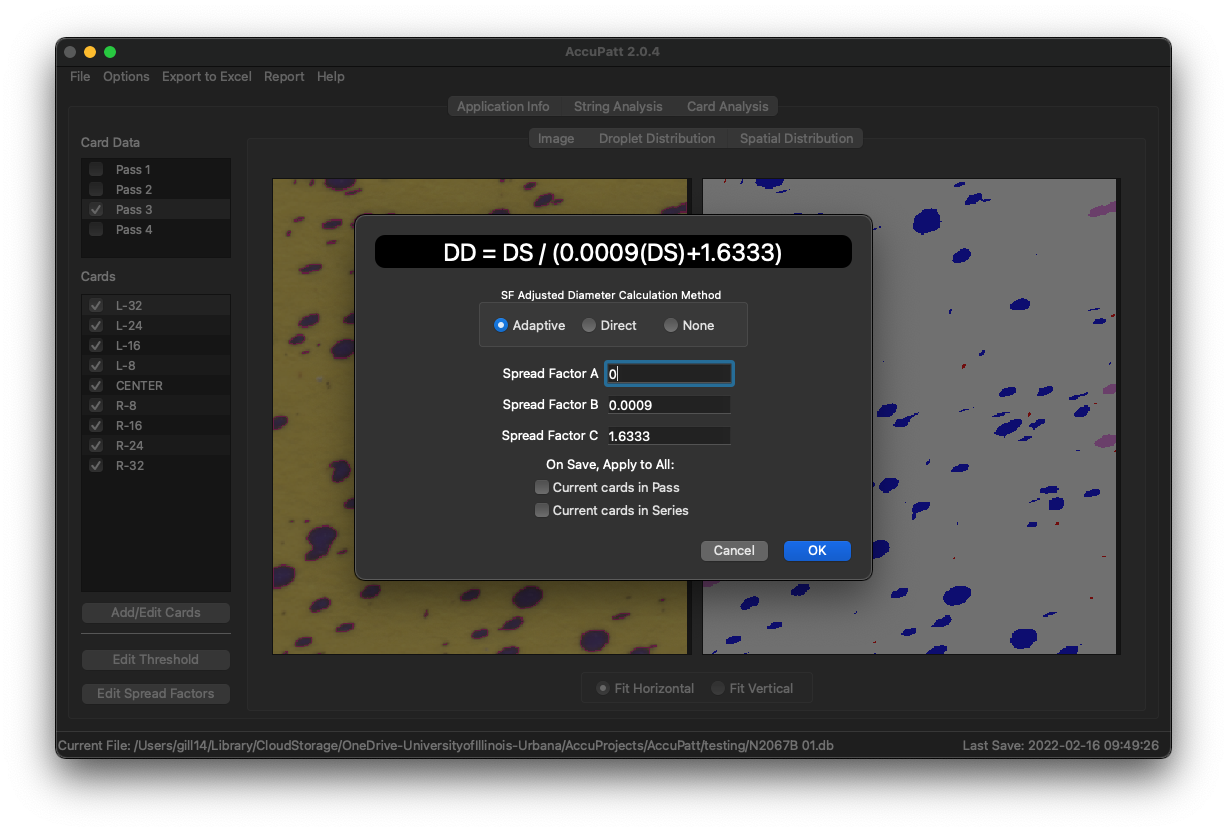 AccuPatt 2.0.4
File Options Export to Excel Report Help
Application Info String Analysis Card Analysis
Image Droplet Distribution Spatial Distribution
Card Data
Pass 1
Pass 2
Pass 3
Pass 4
Cards
L-32
L-24
L-16
L-8
CENTER
R-8
R-16
R-24
R-32
Add/Edit Cards
Edit Threshold
Edit Spread Factors
DD = DS / (0.0009(DS)+1.6333)
SF Adjusted Diameter Calculation Method
Adaptive Direct None
Spread Factor A 0
Spread Factor B 0.0009
Spread Factor C 1.6333
On Save, Apply to All:
Current cards in Pass
Current cards in Series
Cancel OK
Fit Horizontal Fit Vertical
Current File: /Users/gill14/Library/CloudStorage/OneDrive-UniversityofIllinois-Urbana/AccuProjects/AccuPatt/testing/N2067B 01.db Last Save: 2022-02-16 09:49:26